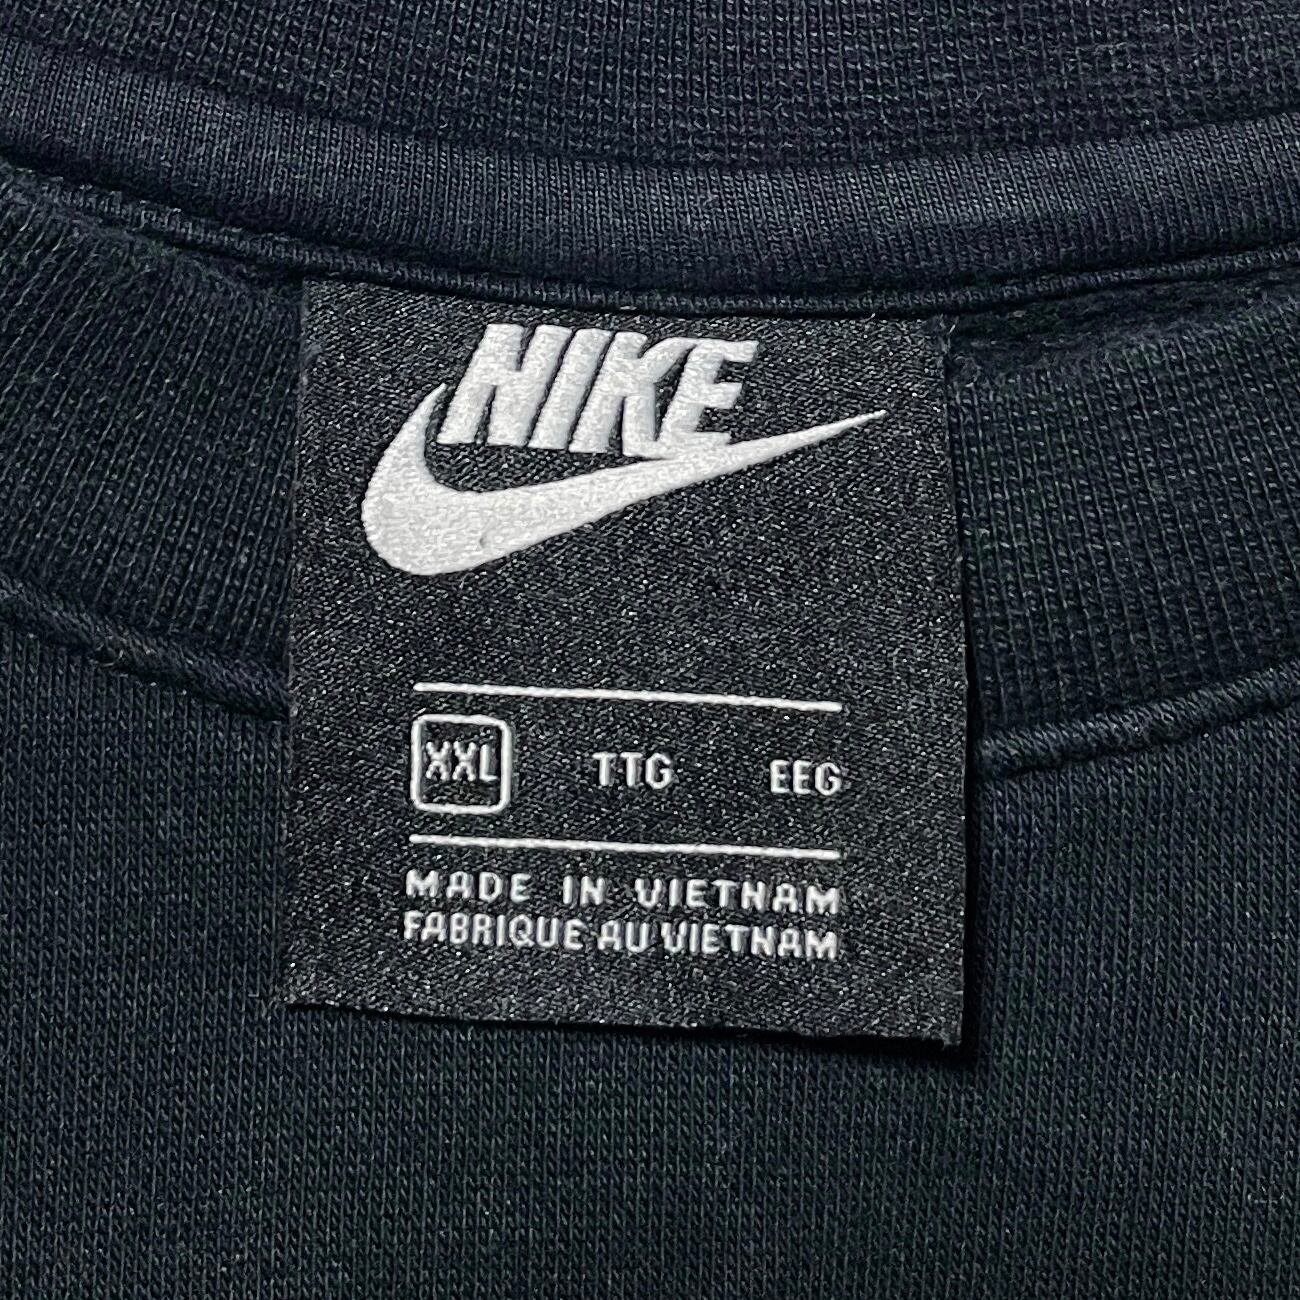 NIKE
XXL TTG EEG
MADE IN VIETNAM
FABRIQUE AU VIETNAM